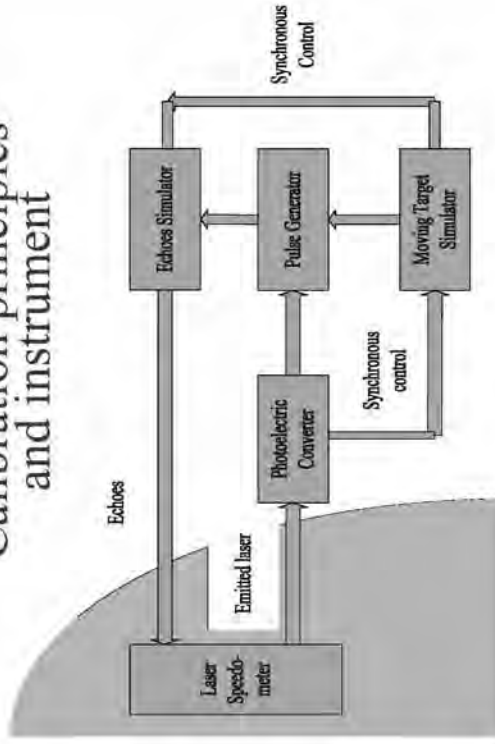 Calibration principles
and instrument
Echoes
Emitted laser
Laser
Speedo-
meter
Photoelectric
Converter
Synchronous
control
Echoes Simulator
Pulse Generator
Moving Target
Simulator
Synchronous
Control